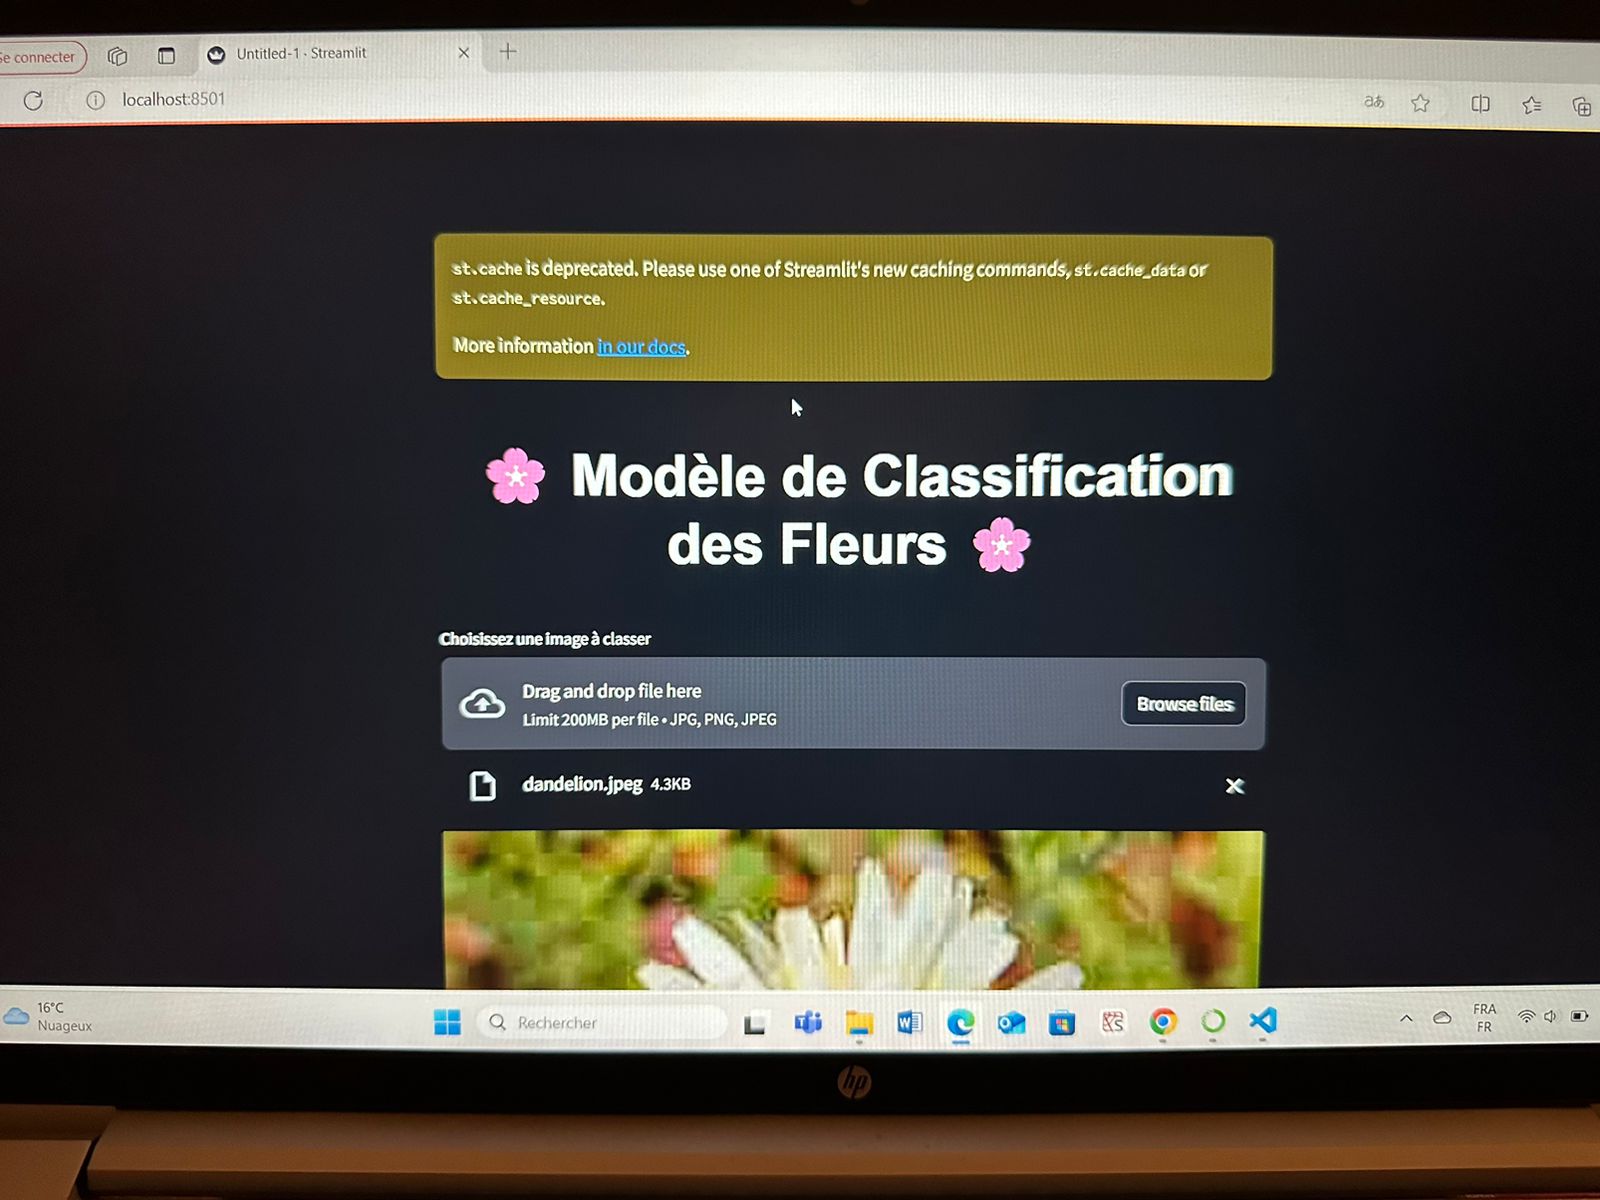 Se connecter
Untitled-1 · Streamlit
localhost:8501
aあ
st.cache is deprecated. Please use one of Streamlit's new caching commands, st.cache_data or
st.cache_resource.
More information in our docs.
🌸 Modèle de Classification
des Fleurs 🌸
Choisissez une image à classer
Drag and drop file here
Limit 200MB per file • JPG, PNG, JPEG
Browse files
dandelion.jpeg 4.3KB
16°C
Nuageux
Rechercher
FRA
FR
hp